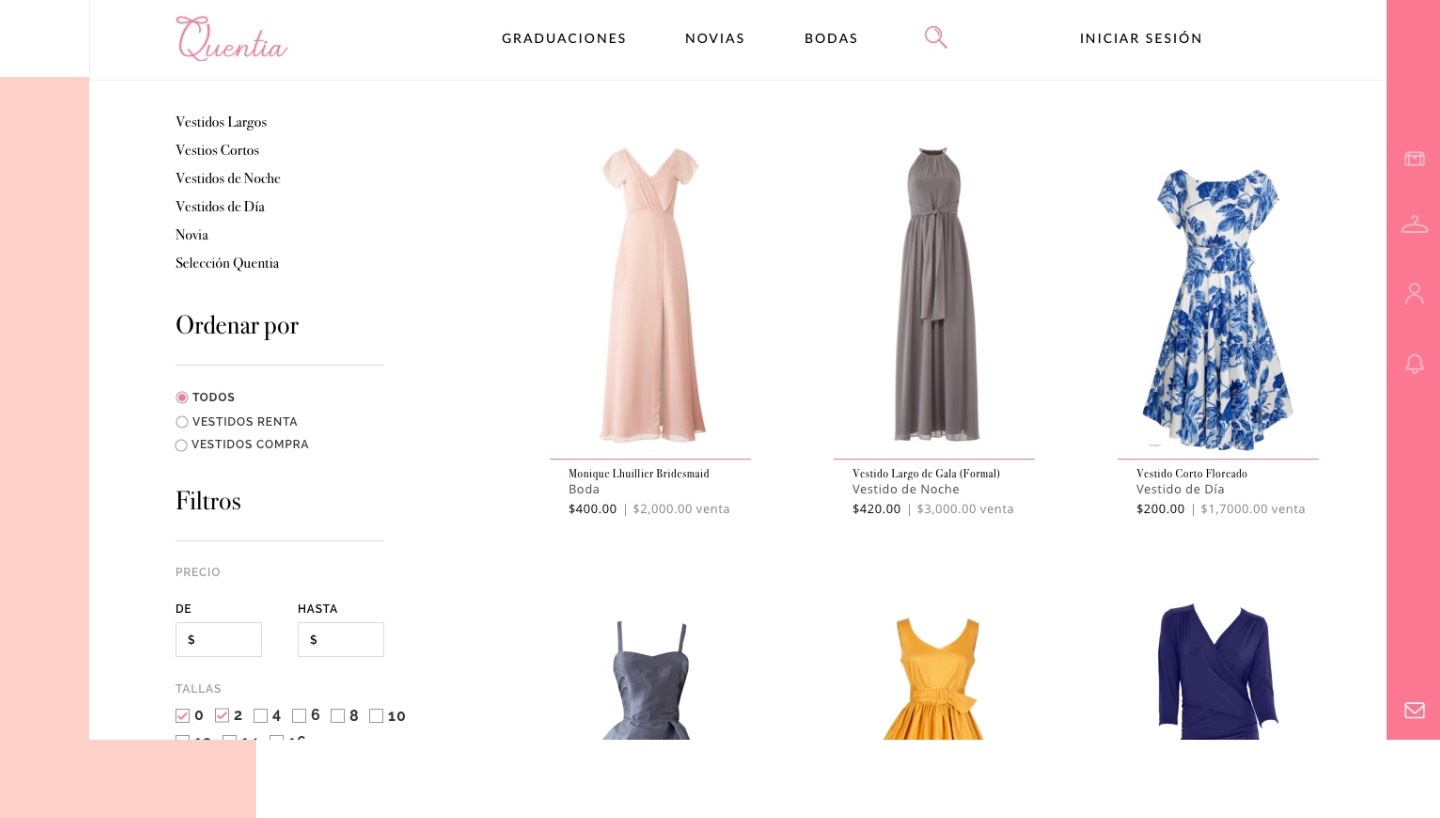 Quentia
GRADUACIONES NOVIAS BODAS INICIAR SESIÓN
Vestidos Largos
Vestios Cortos
Vestidos de Noche
Vestidos de Día
Novia
Selección Quentia
Ordenar por
TODOS
VESTIDOS RENTA
VESTIDOS COMPRA
Filtros
PRECIO
DE HASTA
$ $
TALLAS
0 2 4 6 8 10
Monique Lhuillier Bridesmaid
Boda
$400.00 | $2,000.00 venta
Vestido Largo de Gala (Formal)
Vestido de Noche
$420.00 | $3,000.00 venta
Vestido Corto Floreado
Vestido de Día
$200.00 | $1,7000.00 venta